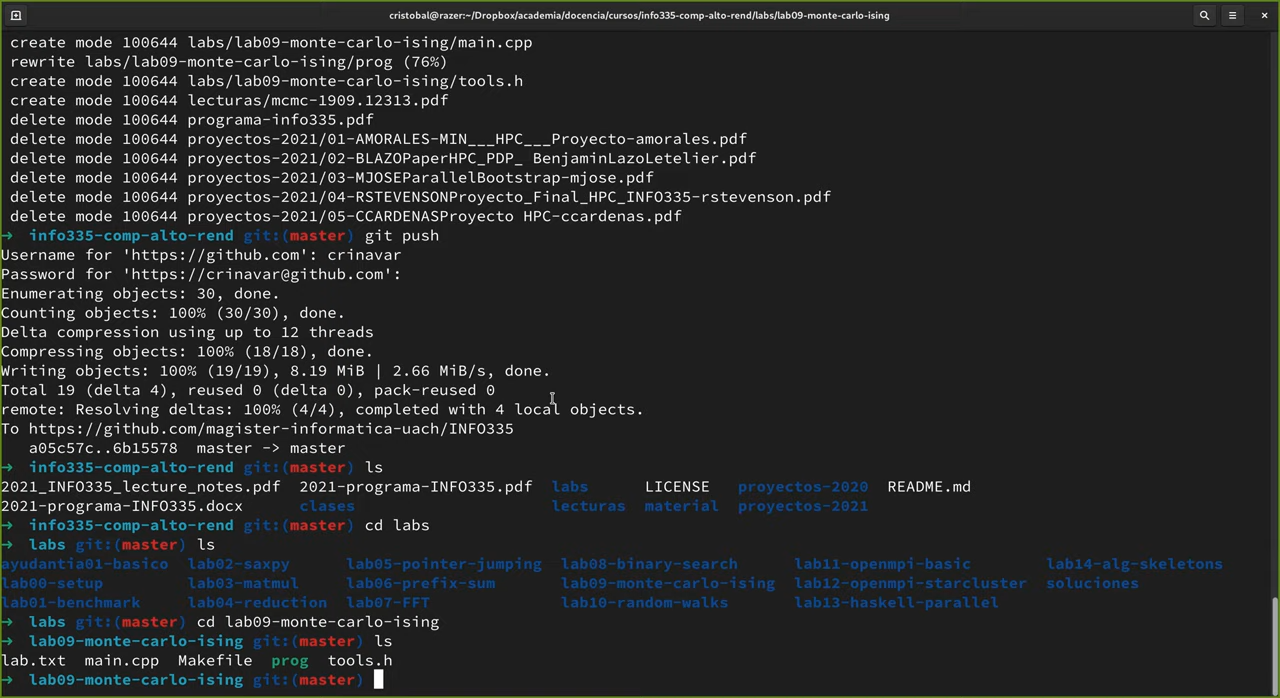 cristobal@razer:~/Dropbox/academia/docencia/cursos/info335-comp-alto-rend/labs/lab09-monte-carlo-ising
create mode 100644 labs/lab09-monte-carlo-ising/main.cpp
rewrite labs/lab09-monte-carlo-ising/prog (76%)
create mode 100644 labs/lab09-monte-carlo-ising/tools.h
create mode 100644 lecturas/mcmc-1909.12313.pdf
delete mode 100644 programa-info335.pdf
delete mode 100644 proyectos-2021/01-AMORALES-MIN___HPC___Proyecto-amorales.pdf
delete mode 100644 proyectos-2021/02-BLAZOPaperHPC_PDP_ BenjaminLazoLetelier.pdf
delete mode 100644 proyectos-2021/03-MJOSEParallelBootstrap-mjose.pdf
delete mode 100644 proyectos-2021/04-RSTEVENSONProyecto_Final_HPC_INFO335-rstevenson.pdf
delete mode 100644 proyectos-2021/05-CCARDENASProyecto HPC-ccardenas.pdf
→ info335-comp-alto-rend git:(master) git push
Username for 'https://github.com': crinavar
Password for 'https://crinavar@github.com':
Enumerating objects: 30, done.
Counting objects: 100% (30/30), done.
Delta compression using up to 12 threads
Compressing objects: 100% (18/18), done.
Writing objects: 100% (19/19), 8.19 MiB | 2.66 MiB/s, done.
Total 19 (delta 4), reused 0 (delta 0), pack-reused 0
remote: Resolving deltas: 100% (4/4), completed with 4 local objects.
To https://github.com/magister-informatica-uach/INFO335
a05c57c..6b15578 master -> master
→ info335-comp-alto-rend git:(master) ls
2021_INFO335_lecture_notes.pdf 2021-programa-INFO335.pdf labs LICENSE proyectos-2020 README.md
2021-programa-INFO335.docx clases lecturas material proyectos-2021
→ info335-comp-alto-rend git:(master) cd labs
→ labs git:(master) ls
ayudantia01-basico lab02-saxpy lab05-pointer-jumping lab08-binary-search lab11-openmpi-basic lab14-alg-skeletons
lab00-setup lab03-matmul lab06-prefix-sum lab09-monte-carlo-ising lab12-openmpi-starcluster soluciones
lab01-benchmark lab04-reduction lab07-FFT lab10-random-walks lab13-haskell-parallel
→ labs git:(master) cd lab09-monte-carlo-ising
→ lab09-monte-carlo-ising git:(master) ls
lab.txt main.cpp Makefile prog tools.h
→ lab09-monte-carlo-ising git:(master)